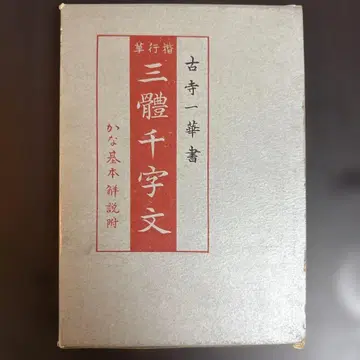 古寺一華書
楷行草
三體千字文
かな基本解説附